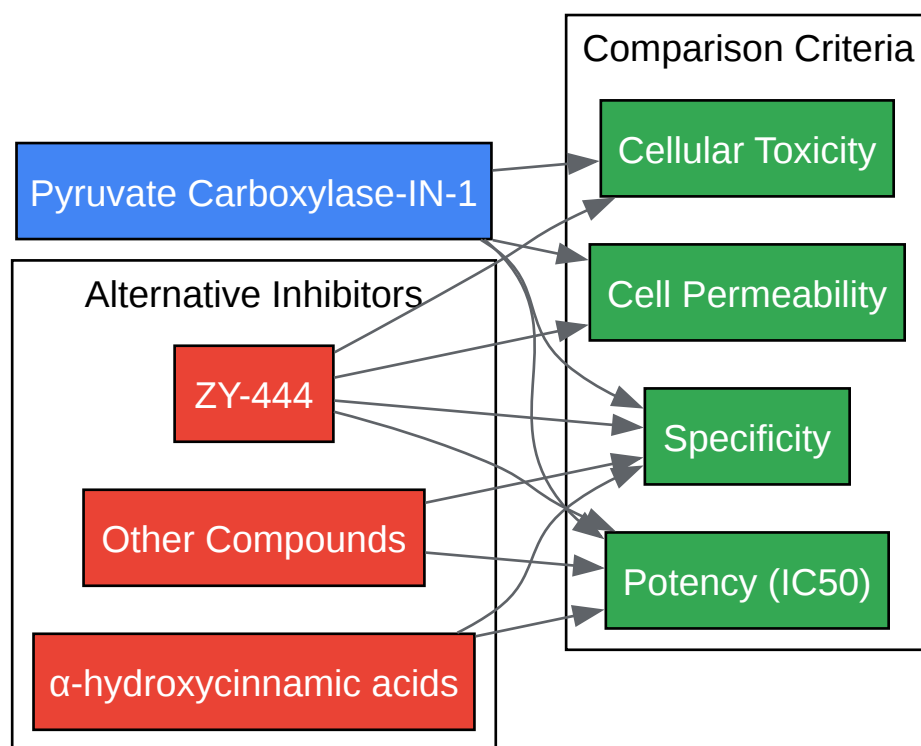 Comparison Criteria
Cellular Toxicity
Pyruvate Carboxylase-IN-1
Cell Permeability
Alternative Inhibitors
ZY-444
Specificity
Other Compounds
Potency (IC50)
α-hydroxycinnamic acids